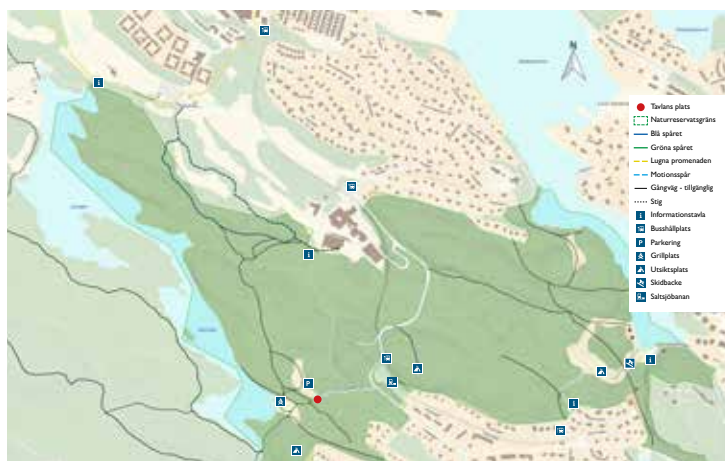 N
Tavlans plats
Naturreservatsgräns
Blå spåret
Gröna spåret
Lugna promenaden
Motionsspår
Gångväg - tillgänglig
Stig
i Informationstavla
Busshållplats
P Parkering
Grillplats
Utsiktsplats
Skidbacke
Saltsjöbanan
i
i
P
i
i